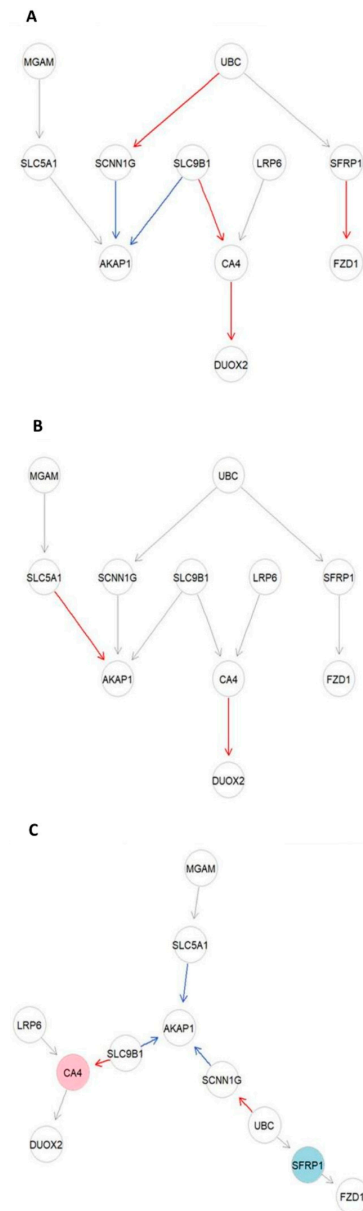 A
MGAM UBC
SLC5A1 SCNN1G SLC9B1 LRP6 SFRP1
AKAP1 CA4 FZD1
DUOX2
B
MGAM UBC
SLC5A1 SCNN1G SLC9B1 LRP6 SFRP1
AKAP1 CA4 FZD1
DUOX2
C
MGAM
SLC5A1
LRP6 AKAP1
SLC9B1
CA4 SCNN1G
UBC
DUOX2
SFRP1
FZD1